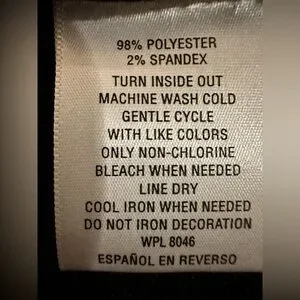 98% POLYESTER
2% SPANDEX
TURN INSIDE OUT
MACHINE WASH COLD
GENTLE CYCLE
WITH LIKE COLORS
ONLY NON-CHLORINE
BLEACH WHEN NEEDED
LINE DRY
COOL IRON WHEN NEEDED
DO NOT IRON DECORATION
WPL 8046
ESPAÑOL EN REVERSO